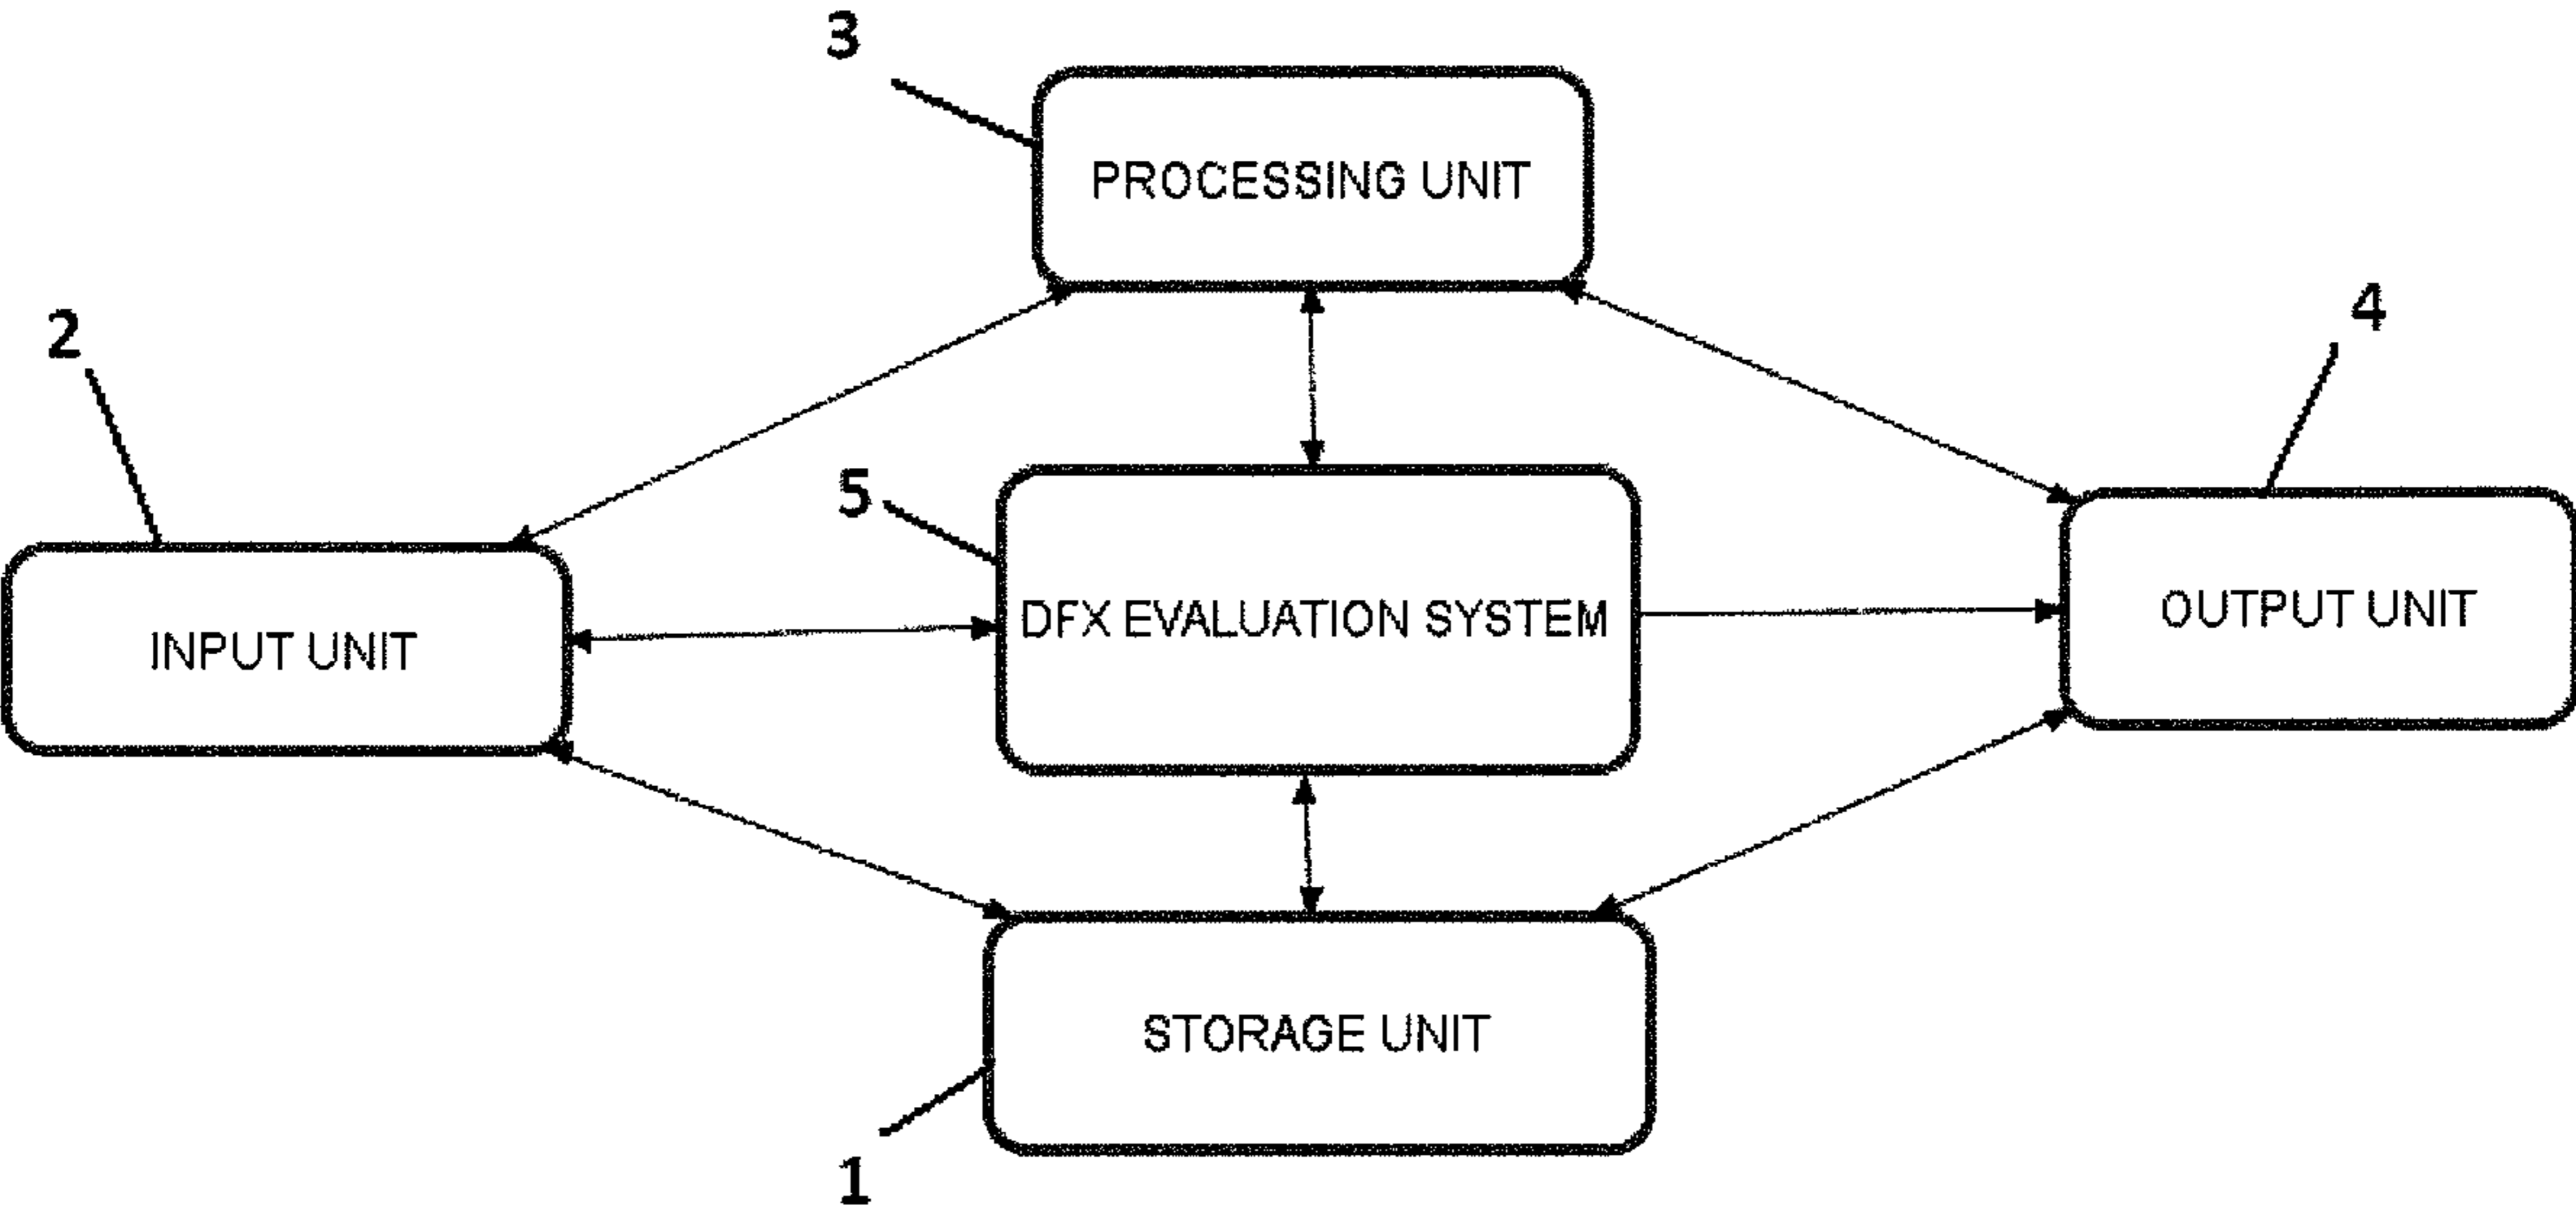 3
PROCESSING UNIT
2
4
5
INPUT UNIT
DFX EVALUATION SYSTEM
OUTPUT UNIT
STORAGE UNIT
1